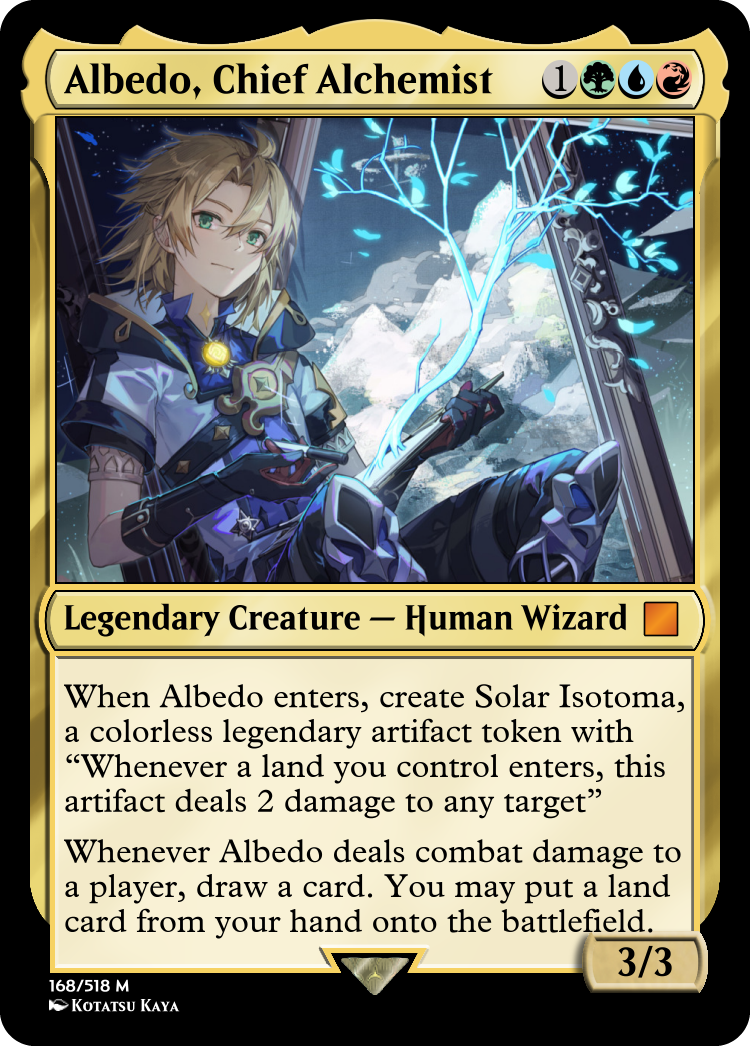 Albedo, Chief Alchemist 1
Legendary Creature — Human Wizard
When Albedo enters, create Solar Isotoma,
a colorless legendary artifact token with
“Whenever a land you control enters, this
artifact deals 2 damage to any target”
Whenever Albedo deals combat damage to
a player, draw a card. You may put a land
card from your hand onto the battlefield.
3/3
168/518 M
Kotatsu Kaya